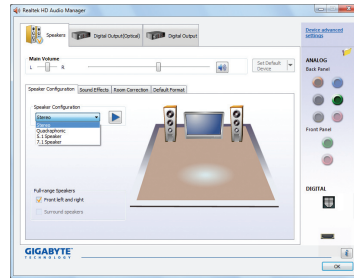 Realtek HD Audio Manager
Speakers
Digital Output(Optical)
Digital Output
Device advanced settings
Main Volume
L
R
Set Default Device
ANALOG
Back Panel
Speaker Configuration
Sound Effects
Room Correction
Default Format
Speaker Configuration
Stereo
Stereo
Quadraphonic
5.1 Speaker
7.1 Speaker
Front Panel
Full-range Speakers
Front left and right
Surround speakers
DIGITAL
GIGABYTE
TECHNOLOGY
i
OK